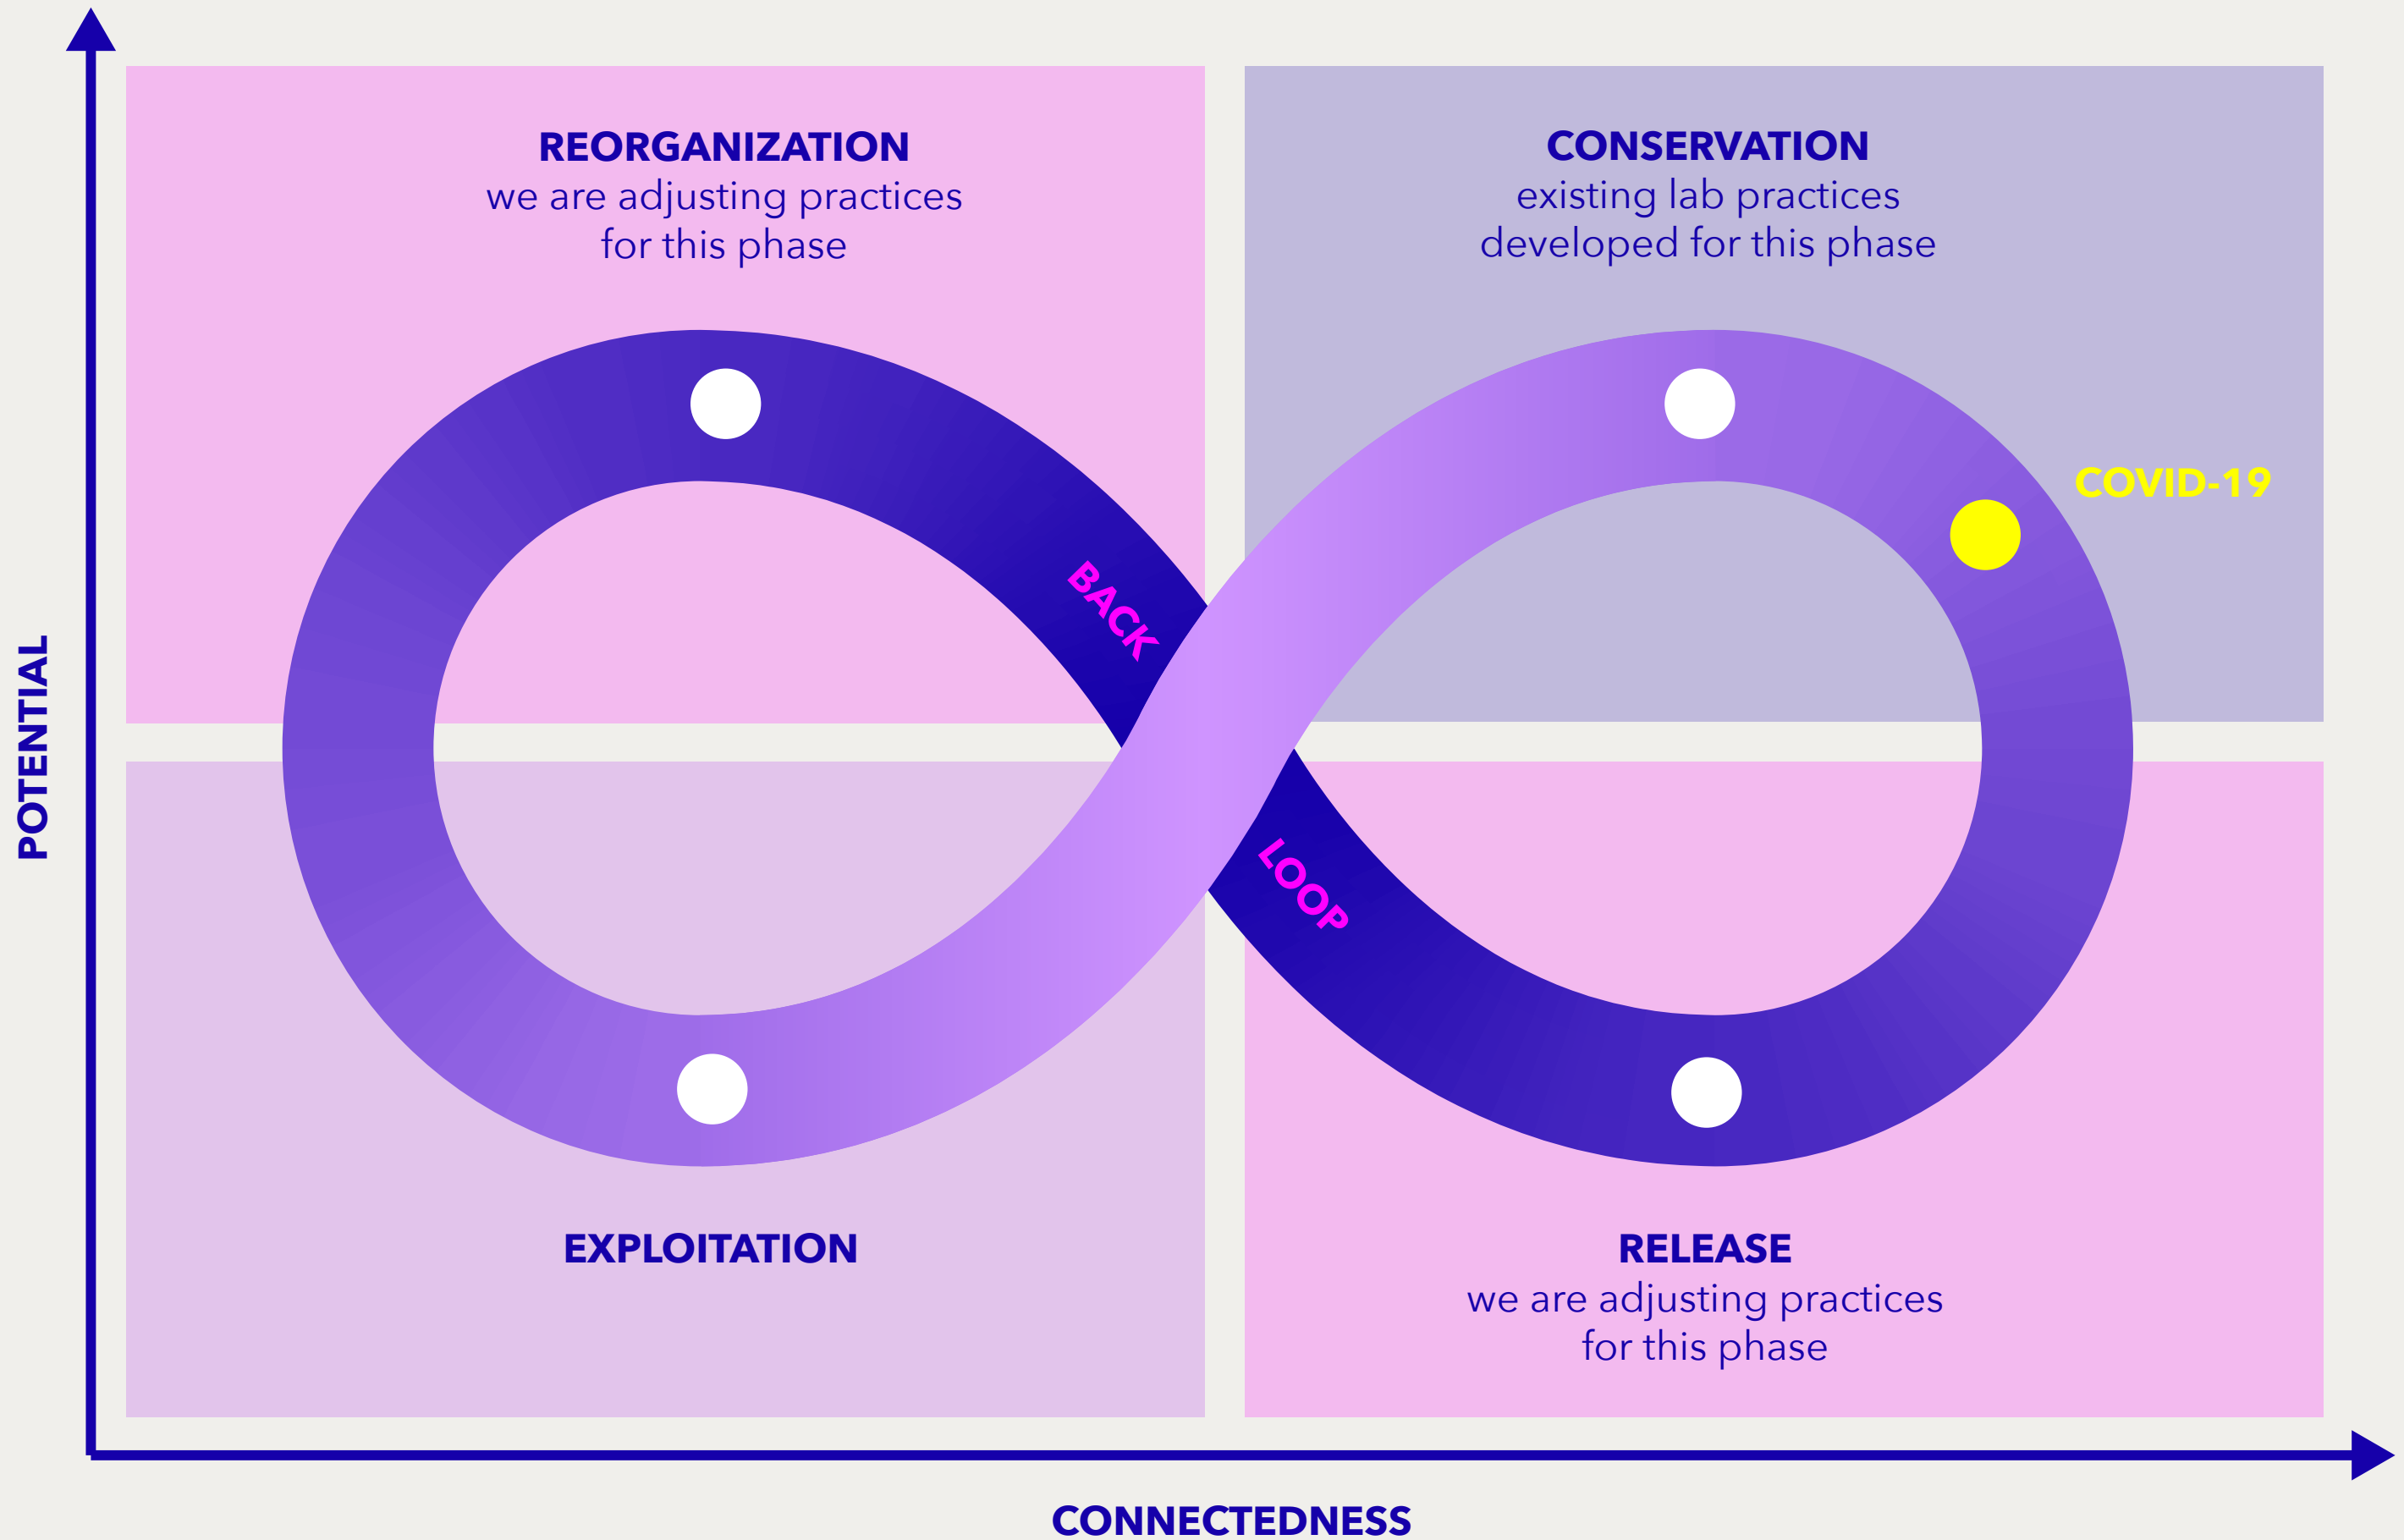 REORGANIZATION
we are adjusting practices
for this phase
CONSERVATION
existing lab practices
developed for this phase
COVID-19
BACK
LOOP
POTENTIAL
EXPLOITATION
RELEASE
we are adjusting practices
for this phase
CONNECTEDNESS